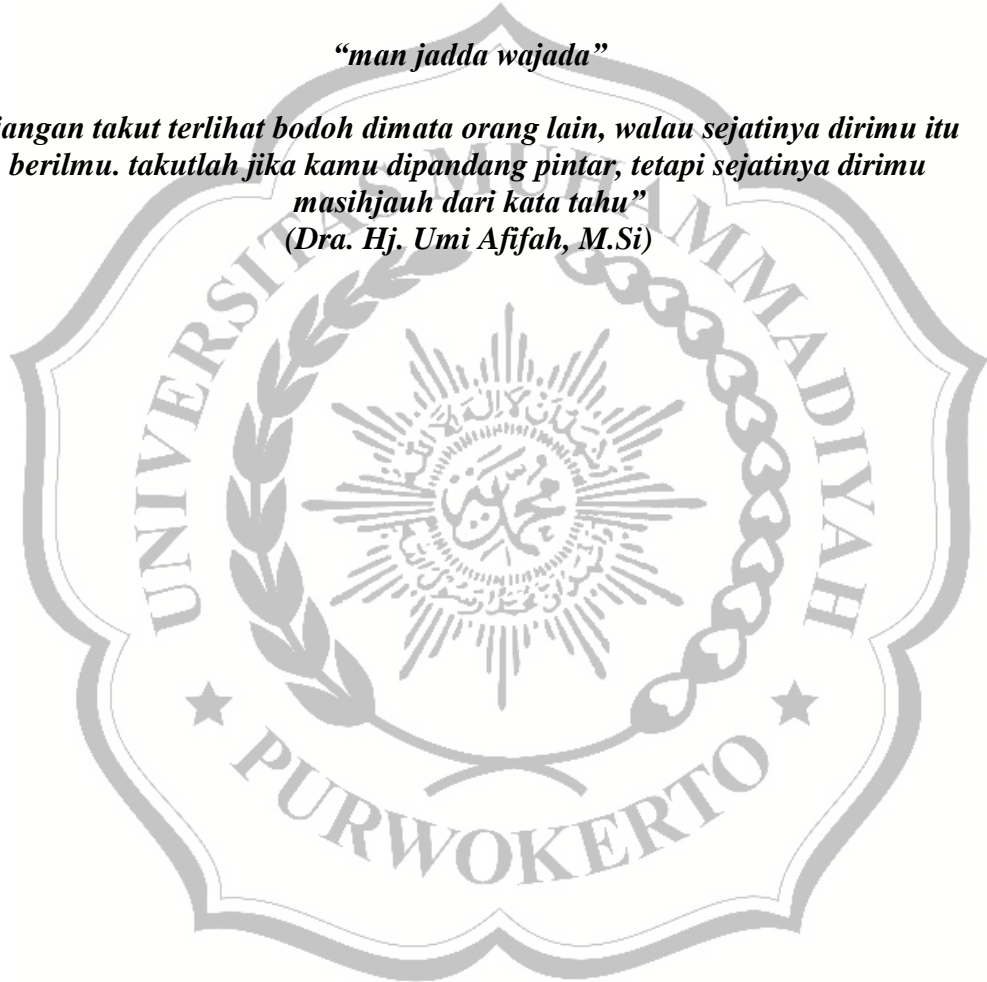 “man jadda wajada”
jangan takut terlihat bodoh dimata orang lain, walau sejatinya dirimu itu
berilmu. takutlah jika kamu dipandang pintar, tetapi sejatinya dirimu
masihjauh dari kata tahu”
(Dra. Hj. Umi Afifah, M.Si)
UNIVERSITAS MUHAMMADIYAH
محمد
PURWOKERTO